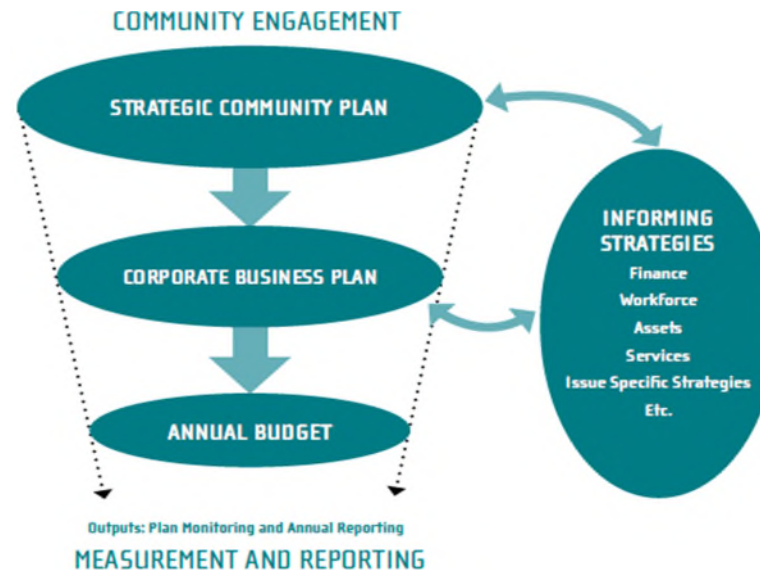 COMMUNITY ENGAGEMENT
STRATEGIC COMMUNITY PLAN
CORPORATE BUSINESS PLAN
ANNUAL BUDGET
INFORMING
STRATEGIES
Finance
Workforce
Assets
Services
Issue Specific Strategies
Etc.
Outputs: Plan Monitoring and Annual Reporting
MEASUREMENT AND REPORTING